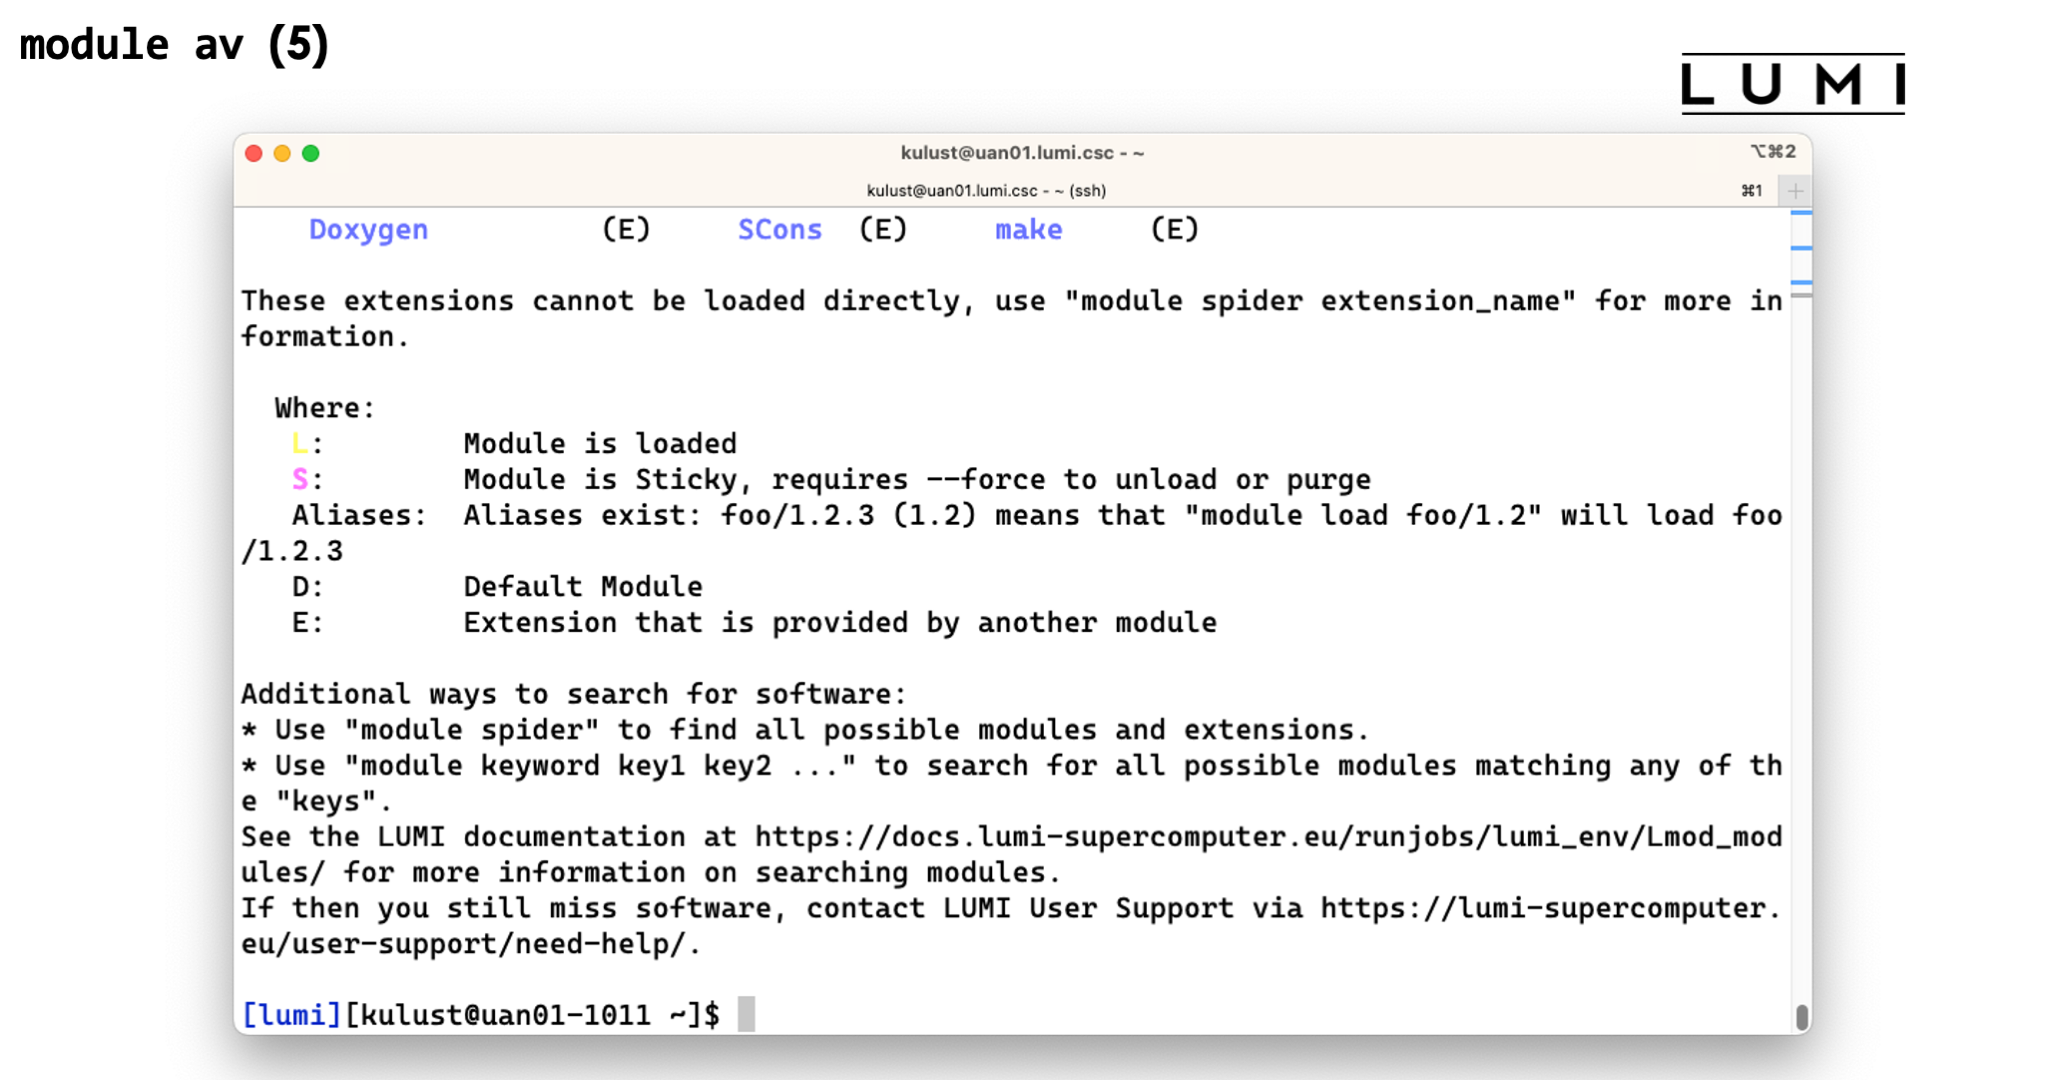 module av (5)
L U M I
kulust@uan01.lumi.csc - ~
⌥⌘2
kulust@uan01.lumi.csc - ~ (ssh)
⌘1
+
Doxygen (E) SCons (E) make (E)
These extensions cannot be loaded directly, use "module spider extension_name" for more in
formation.
Where:
L: Module is loaded
S: Module is Sticky, requires --force to unload or purge
Aliases: Aliases exist: foo/1.2.3 (1.2) means that "module load foo/1.2" will load foo
/1.2.3
D: Default Module
E: Extension that is provided by another module
Additional ways to search for software:
* Use "module spider" to find all possible modules and extensions.
* Use "module keyword key1 key2 ..." to search for all possible modules matching any of th
e "keys".
See the LUMI documentation at https://docs.lumi-supercomputer.eu/runjobs/lumi_env/Lmod_mod
ules/ for more information on searching modules.
If then you still miss software, contact LUMI User Support via https://lumi-supercomputer.
eu/user-support/need-help/.
[lumi][kulust@uan01-1011 ~]$